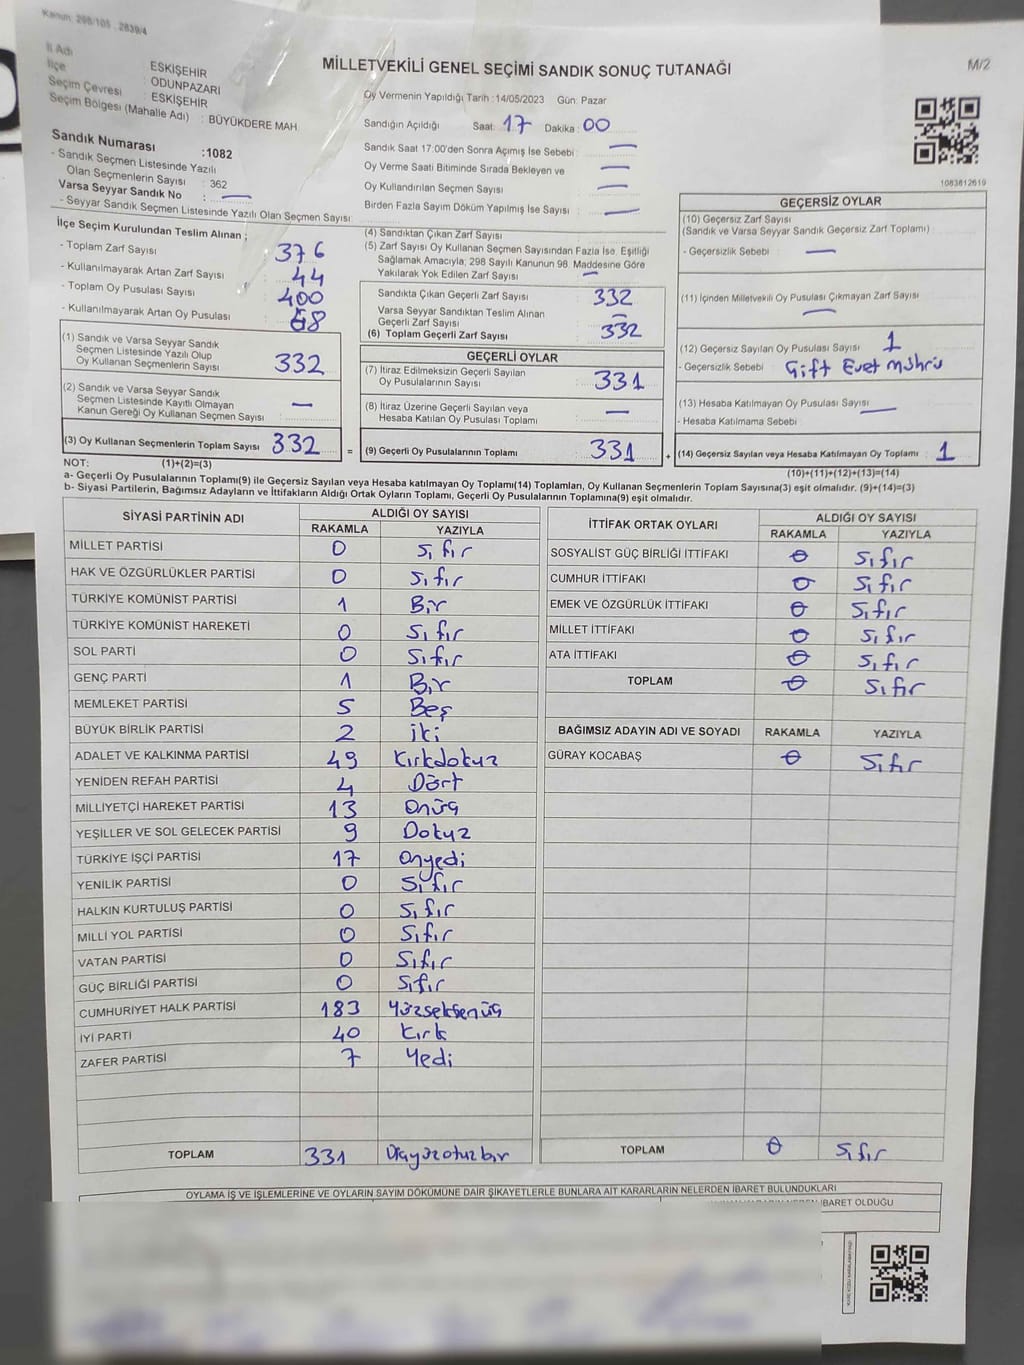 Kanun: 298/105 . 2839/4
MİLLETVEKİLİ GENEL SEÇİMİ SANDIK SONUÇ TUTANAĞI
M/2
İl Adı : ESKİŞEHİR
İlçe : ODUNPAZARI
Seçim Çevresi : ESKİŞEHİR
Seçim Bölgesi (Mahalle Adı) : BÜYÜKDERE MAH
Oy Vermenin Yapıldığı Tarih : 14/05/2023 Gün: Pazar
Sandığın Açıldığı Saat: 17 Dakika: 00
Sandık Saat 17:00'den Sonra Açımış İse Sebebi : —
Oy Verme Saati Bitiminde Sırada Bekleyen ve —
Oy Kullandırılan Seçmen Sayısı : —
Birden Fazla Sayım Döküm Yapılmış İse Sayısı : —
1083812619
Sandık Numarası :1082
- Sandık Seçmen Listesinde Yazılı
Olan Seçmenlerin Sayısı : 362
Varsa Seyyar Sandık No : —
- Seyyar Sandık Seçmen Listesinde Yazılı Olan Seçmen Sayısı
İlçe Seçim Kurulundan Teslim Alınan ;
- Toplam Zarf Sayısı : 376
- Kullanılmayarak Artan Zarf Sayısı : 44
- Toplam Oy Pusulası Sayısı : 400
- Kullanılmayarak Artan Oy Pusulası : 68
(1) Sandık ve Varsa Seyyar Sandık
Seçmen Listesinde Yazılı Olup
Oy Kullanan Seçmenlerin Sayısı : 332
(2) Sandık ve Varsa Seyyar Sandık
Seçmen Listesinde Kayıtlı Olmayan
Kanun Gereği Oy Kullanan Seçmen Sayısı : —
(3) Oy Kullanan Seçmenlerin Toplam Sayısı : 332
(4) Sandıktan Çıkan Zarf Sayısı
(5) Zarf Sayısı Oy Kullanan Seçmen Sayısından Fazla İse, Eşitliği
Sağlamak Amacıyla; 298 Sayılı Kanunun 98. Maddesine Göre
Yakılarak Yok Edilen Zarf Sayısı : —
Sandıkta Çıkan Geçerli Zarf Sayısı : 332
Varsa Seyyar Sandıktan Teslim Alınan
Geçerli Zarf Sayısı : —
(6) Toplam Geçerli Zarf Sayısı : 332
GEÇERLİ OYLAR
(7) İtiraz Edilmeksizin Geçerli Sayılan
Oy Pusulalarının Sayısı : 331
(8) İtiraz Üzerine Geçerli Sayılan veya
Hesaba Katılan Oy Pusulası Toplamı : —
= (9) Geçerli Oy Pusulalarının Toplamı : 331 +
GEÇERSİZ OYLAR
(10) Geçersiz Zarf Sayısı
(Sandık ve Varsa Seyyar Sandık Geçersiz Zarf Toplamı) :
- Geçersizlik Sebebi : —
(11) İçinden Milletvekili Oy Pusulası Çıkmayan Zarf Sayısı
—
(12) Geçersiz Sayılan Oy Pusulası Sayısı : 1
- Geçersizlik Sebebi : Çift Evet Mührü
(13) Hesaba Katılmayan Oy Pusulası Sayısı : —
- Hesaba Katılmama Sebebi :
(14) Geçersiz Sayılan veya Hesaba Katılmayan Oy Toplamı : 1
NOT: (1)+(2)=(3)
(10)+(11)+(12)+(13)=(14)
a- Geçerli Oy Pusulalarının Toplamı(9) ile Geçersiz Sayılan veya Hesaba katılmayan Oy Toplamı(14) Toplamları, Oy Kullanan Seçmenlerin Toplam Sayısına(3) eşit olmalıdır. (9)+(14)=(3)
b- Siyasi Partilerin, Bağımsız Adayların ve İttifakların Aldığı Ortak Oyların Toplamı, Geçerli Oy Pusulalarının Toplamına(9) eşit olmalıdır.
SİYASİ PARTİNİN ADI ALDIĞI OY SAYISI
RAKAMLA YAZIYLA
MİLLET PARTİSİ 0 Sıfır
HAK VE ÖZGÜRLÜKLER PARTİSİ 0 Sıfır
TÜRKİYE KOMÜNİST PARTİSİ 1 Bir
TÜRKİYE KOMÜNİST HAREKETİ 0 Sıfır
SOL PARTİ 0 Sıfır
GENÇ PARTİ 1 Bir
MEMLEKET PARTİSİ 5 Beş
BÜYÜK BİRLİK PARTİSİ 2 İki
ADALET VE KALKINMA PARTİSİ 49 Kırkdokuz
YENİDEN REFAH PARTİSİ 4 Dört
MİLLİYETÇİ HAREKET PARTİSİ 13 Onüç
YEŞİLLER VE SOL GELECEK PARTİSİ 9 Dokuz
TÜRKİYE İŞÇİ PARTİSİ 17 Onyedi
YENİLİK PARTİSİ 0 Sıfır
HALKIN KURTULUŞ PARTİSİ 0 Sıfır
MİLLİ YOL PARTİSİ 0 Sıfır
VATAN PARTİSİ 0 Sıfır
GÜÇ BİRLİĞİ PARTİSİ 0 Sıfır
CUMHURİYET HALK PARTİSİ 183 Yüzseksenüç
İYİ PARTİ 40 Kırk
ZAFER PARTİSİ 7 Yedi
TOPLAM 331 Üçyüzotuzbir
İTTİFAK ORTAK OYLARI ALDIĞI OY SAYISI
RAKAMLA YAZIYLA
SOSYALİST GÜÇ BİRLİĞİ İTTİFAKI 0 Sıfır
CUMHUR İTTİFAKI 0 Sıfır
EMEK VE ÖZGÜRLÜK İTTİFAKI 0 Sıfır
MİLLET İTTİFAKI 0 Sıfır
ATA İTTİFAKI 0 Sıfır
TOPLAM 0 Sıfır
BAĞIMSIZ ADAYIN ADI VE SOYADI RAKAMLA YAZIYLA
GÜRAY KOCABAŞ 0 Sıfır
TOPLAM 0 Sıfır
OYLAMA İŞ VE İŞLEMLERİNE VE OYLARIN SAYIM DÖKÜMÜNE DAİR ŞİKAYETLERLE BUNLARA AİT KARARLARIN NELERDEN İBARET BULUNDUKLARI
İBARET OLDUĞU